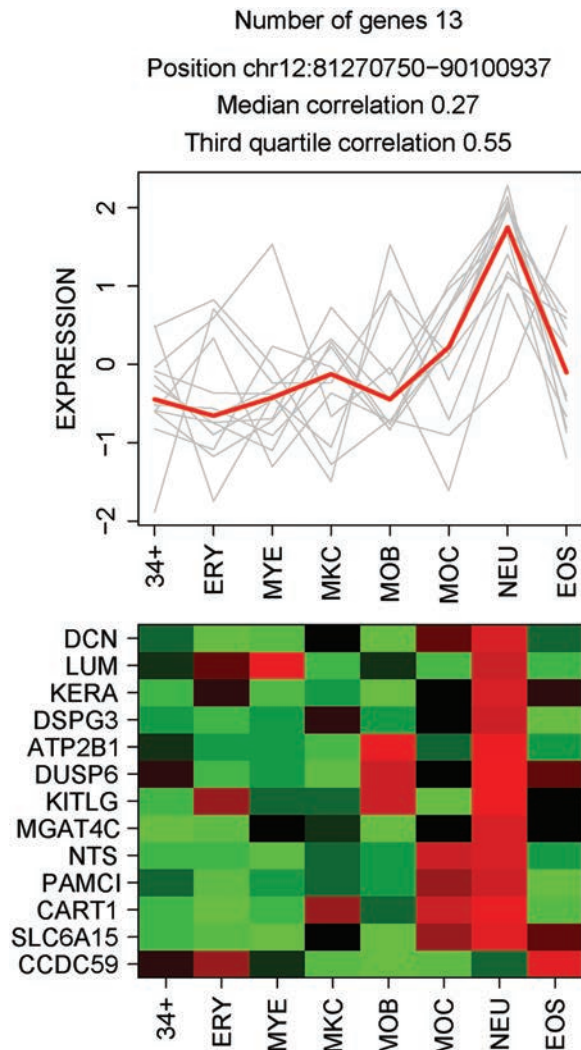 Number of genes 13
Position chr12:81270750−90100937
Median correlation 0.27
Third quartile correlation 0.55
EXPRESSION
2
1
0
−1
−2
34+ ERY MYE MKC MOB MOC NEU EOS
DCN
LUM
KERA
DSPG3
ATP2B1
DUSP6
KITLG
MGAT4C
NTS
PAMCI
CART1
SLC6A15
CCDC59
34+ ERY MYE MKC MOB MOC NEU EOS